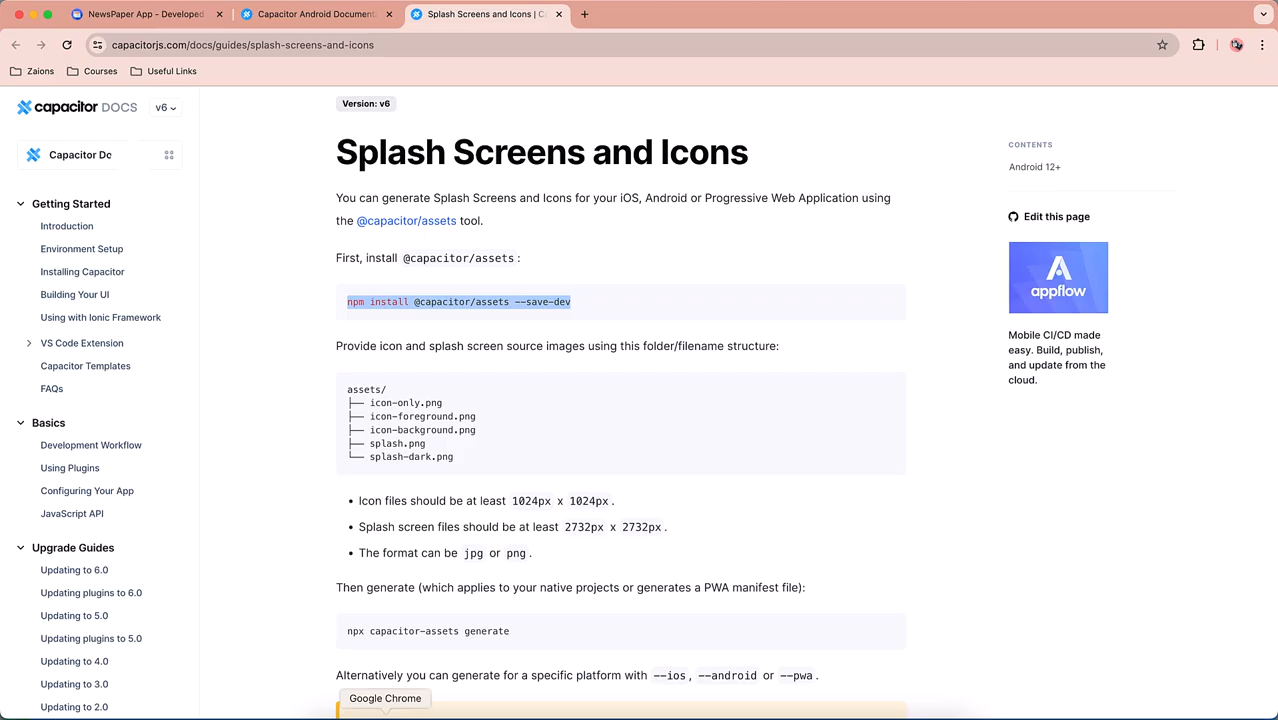 NewsPaper App - Developed
Capacitor Android Document
Splash Screens and Icons | C
capacitorjs.com/docs/guides/splash-screens-and-icons
Zaions
Courses
Useful Links
capacitor DOCS
v6
Capacitor Dc
Getting Started
Introduction
Environment Setup
Installing Capacitor
Building Your UI
Using with Ionic Framework
VS Code Extension
Capacitor Templates
FAQs
Basics
Development Workflow
Using Plugins
Configuring Your App
JavaScript API
Upgrade Guides
Updating to 6.0
Updating plugins to 6.0
Updating to 5.0
Updating plugins to 5.0
Updating to 4.0
Updating to 3.0
Updating to 2.0
Version: v6
Splash Screens and Icons
You can generate Splash Screens and Icons for your iOS, Android or Progressive Web Application using
the @capacitor/assets tool.
First, install @capacitor/assets :
npm install @capacitor/assets --save-dev
Provide icon and splash screen source images using this folder/filename structure:
assets/
├── icon-only.png
├── icon-foreground.png
├── icon-background.png
├── splash.png
└── splash-dark.png
• Icon files should be at least 1024px x 1024px.
• Splash screen files should be at least 2732px x 2732px.
• The format can be jpg or png.
Then generate (which applies to your native projects or generates a PWA manifest file):
npx capacitor-assets generate
Alternatively you can generate for a specific platform with --ios, --android or --pwa.
Google Chrome
CONTENTS
Android 12+
Edit this page
appflow
Mobile CI/CD made
easy. Build, publish,
and update from the
cloud.